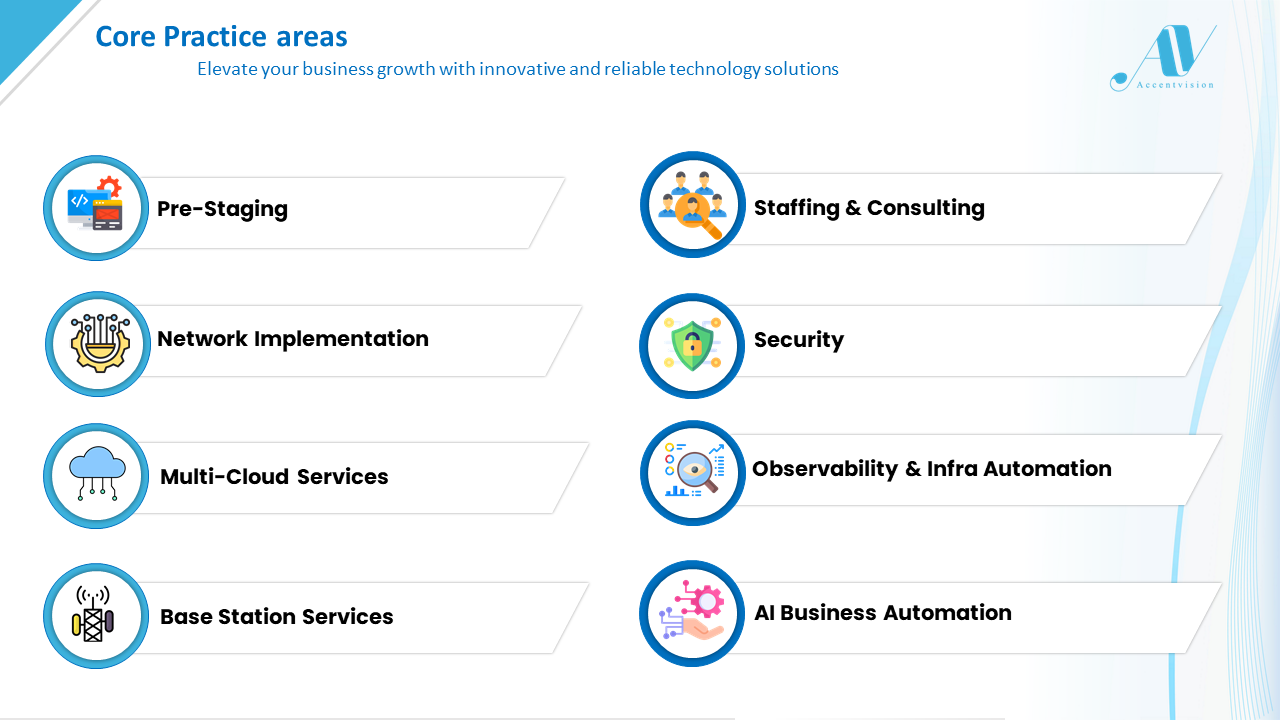 Core Practice areas
Elevate your business growth with innovative and reliable technology solutions
AV
Accentvision
Pre-Staging
Staffing & Consulting
Network Implementation
Security
Multi-Cloud Services
Observability & Infra Automation
Base Station Services
AI Business Automation